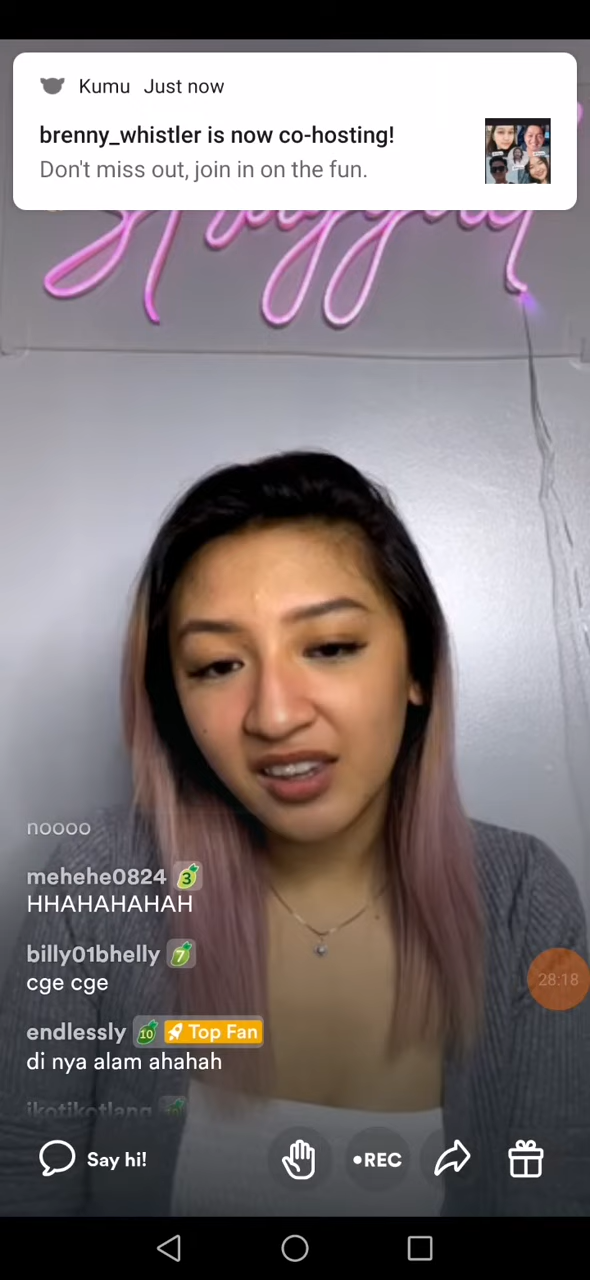 Kumu Just now
brenny_whistler is now co-hosting!
Don't miss out, join in on the fun.
noooo
mehehe0824 3
HHAHAHAHAH
billy01bhelly 7
cge cge
28:18
endlessly 10 Top Fan
di nya alam ahahah
ikotikotlang
Say hi!
•REC